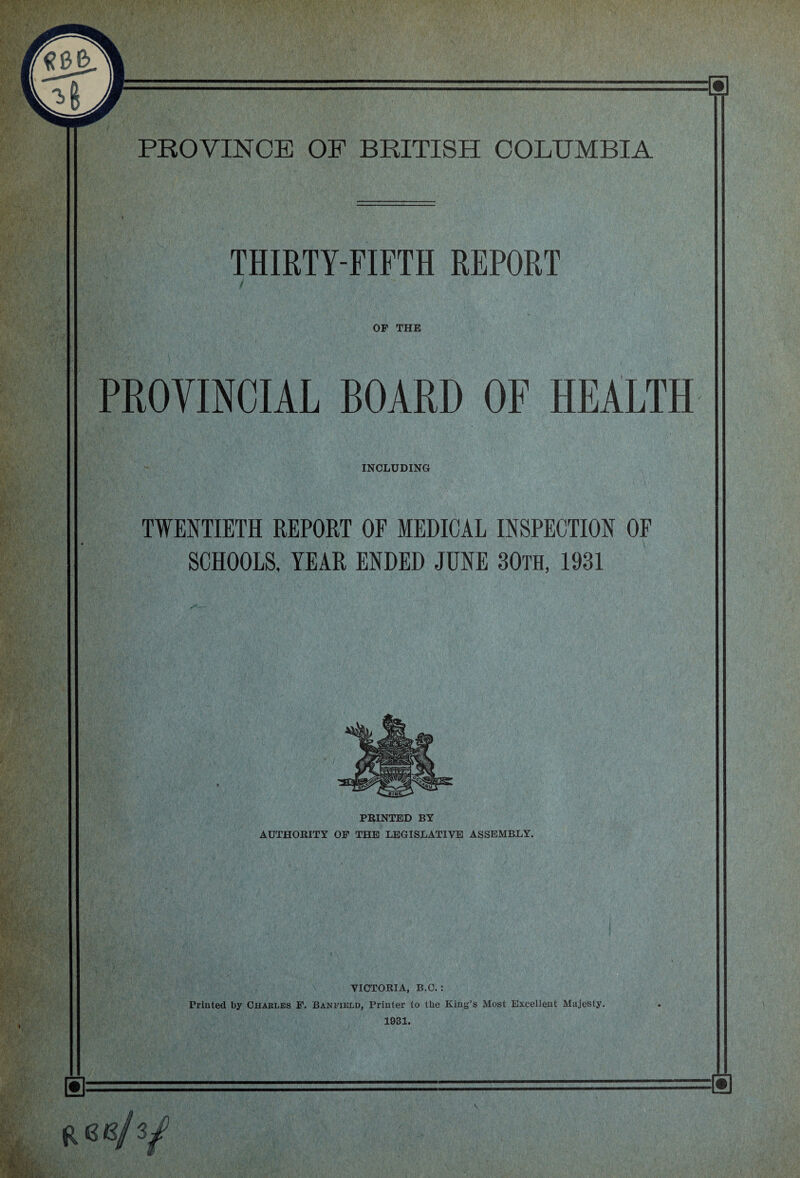 PROVINCE OF BRITISH COLUMBIA
THIRTY-FIFTH REPORT
OF THE
PROVINCIAL BOARD OF HEALTH
INCLUDING
TWENTIETH REPORT OF MEDICAL INSPECTION OF
SCHOOLS, YEAR ENDED JUNE 30TH, 1931
PRINTED BY
AUTHORITY OF THE LEGISLATIVE ASSEMBLY.
VICTORIA, B.C.:
Printed by CHARLES F. BANFIELD, Printer to the King's Most Excellent Majesty.
1931.